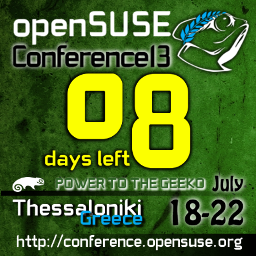 openSUSE
Conference13
08
days left
POWER TO THE GEEKO July
Thessaloniki 18-22
Greece
http://conference.opensuse.org